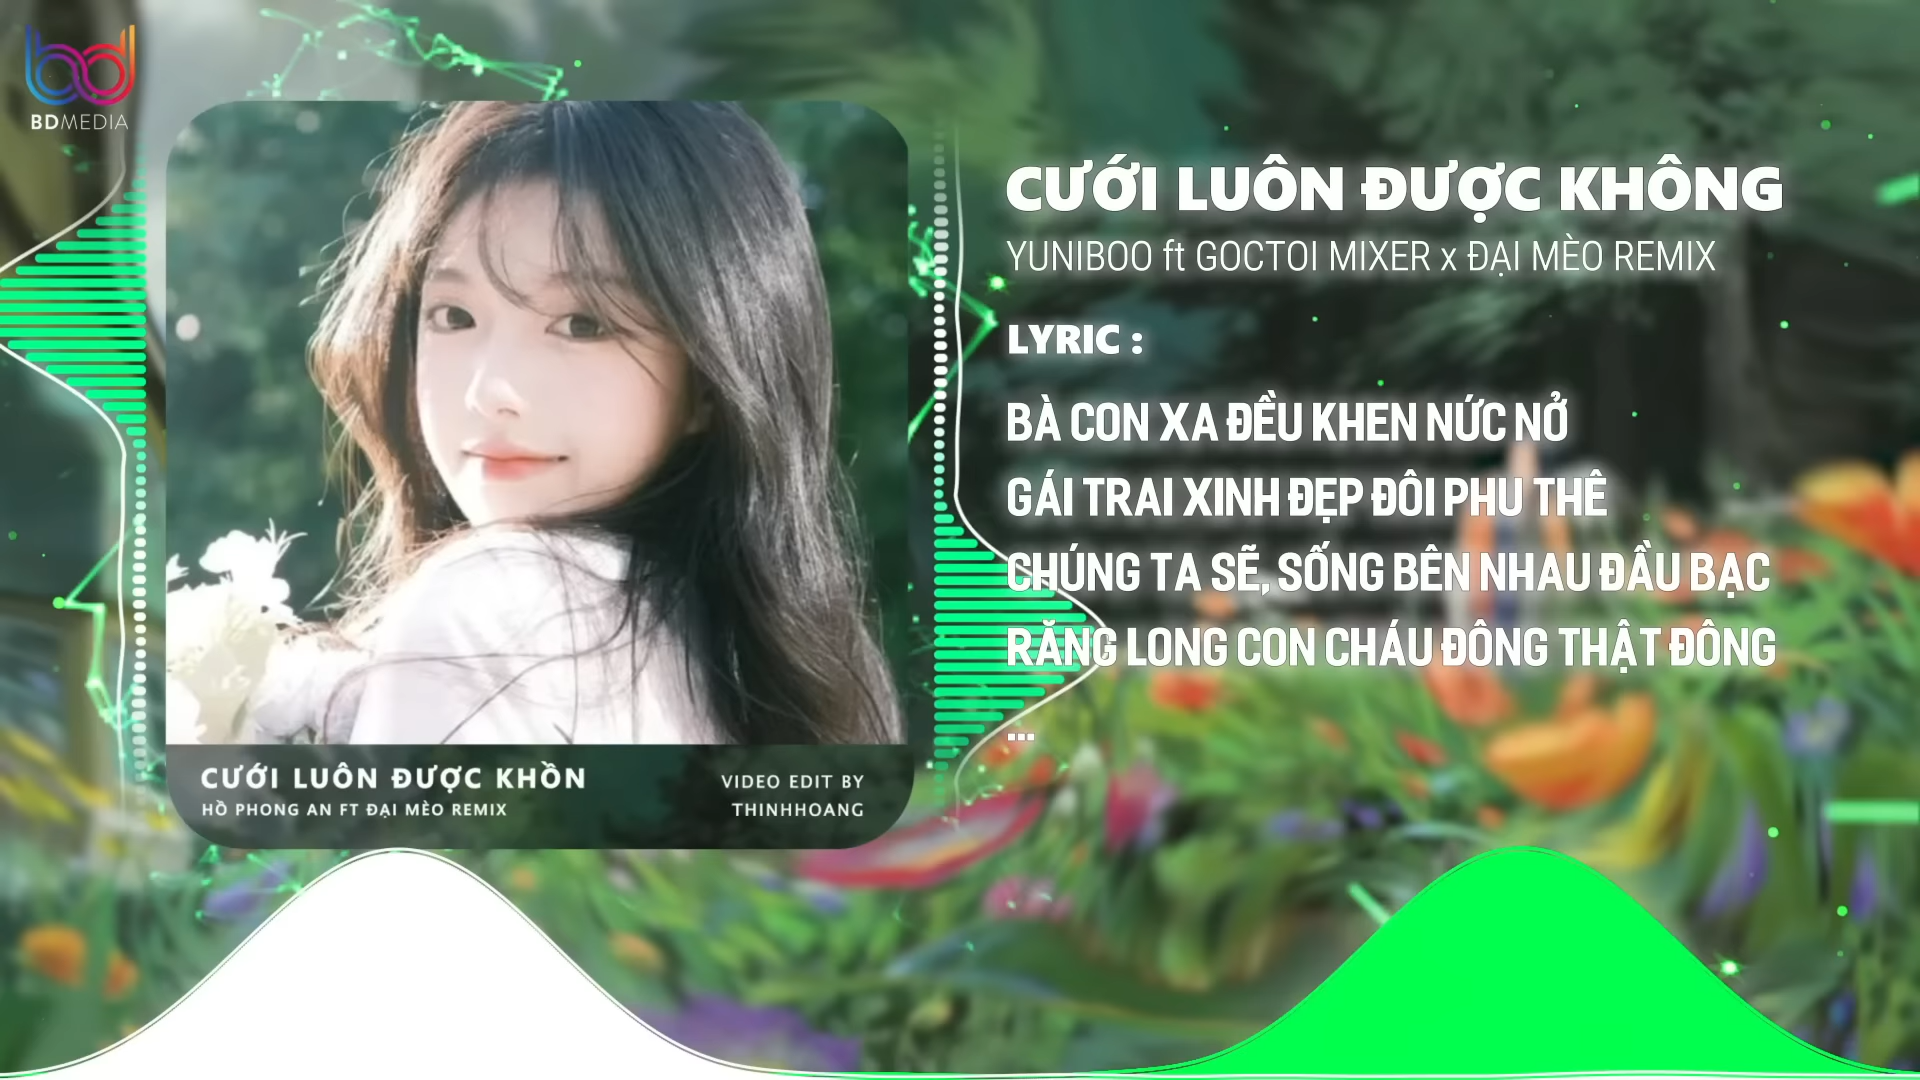 BDMEDIA
CƯỚI LUÔN ĐƯỢC KHÔNG
YUNIBOO ft GOCTOI MIXER x ĐẠI MÈO REMIX
LYRIC :
BÀ CON XA ĐỀU KHEN NỨC NỞ
GÁI TRAI XINH ĐẸP ĐÔI PHU THÊ
CHÚNG TA SẼ, SỐNG BÊN NHAU ĐẦU BẠC
RĂNG LONG CON CHÁU ĐÔNG THẬT ĐÔNG
...
CƯỚI LUÔN ĐƯỢC KHÔN
HỒ PHONG AN FT ĐẠI MÈO REMIX
VIDEO EDIT BY
THINHHOANG